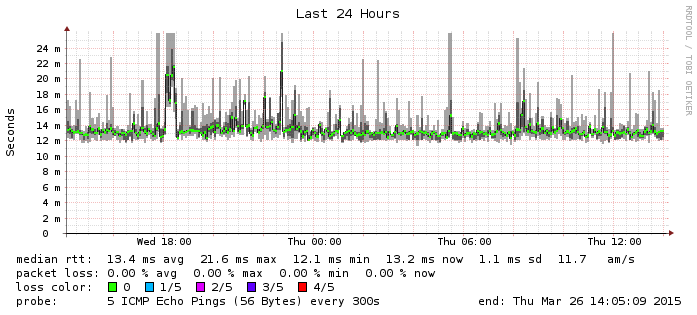 Last 24 Hours
RRDTOOL / TOBI OETIKER
Seconds
24 m
22 m
20 m
18 m
16 m
14 m
12 m
10 m
8 m
6 m
4 m
2 m
0
Wed 18:00 Thu 00:00 Thu 06:00 Thu 12:00
median rtt: 13.4 ms avg 21.6 ms max 12.1 ms min 13.2 ms now 1.1 ms sd 11.7 am/s
packet loss: 0.00 % avg 0.00 % max 0.00 % min 0.00 % now
loss color: 0 1/5 2/5 3/5 4/5
probe: 5 ICMP Echo Pings (56 Bytes) every 300s end: Thu Mar 26 14:05:09 2015